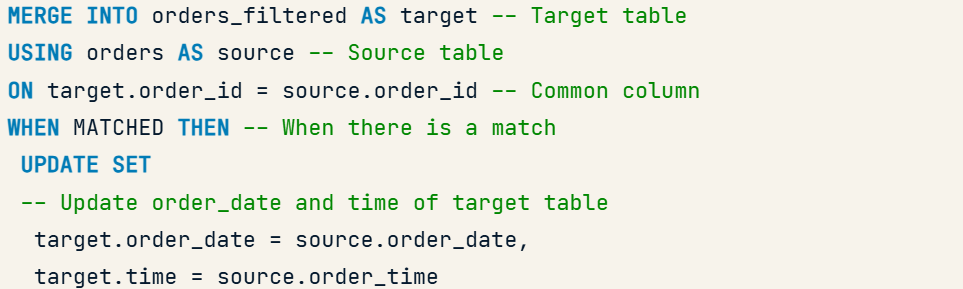 MERGE INTO orders_filtered AS target -- Target table
USING orders AS source -- Source table
ON target.order_id = source.order_id -- Common column
WHEN MATCHED THEN -- When there is a match
UPDATE SET
-- Update order_date and time of target table
target.order_date = source.order_date,
target.time = source.order_time